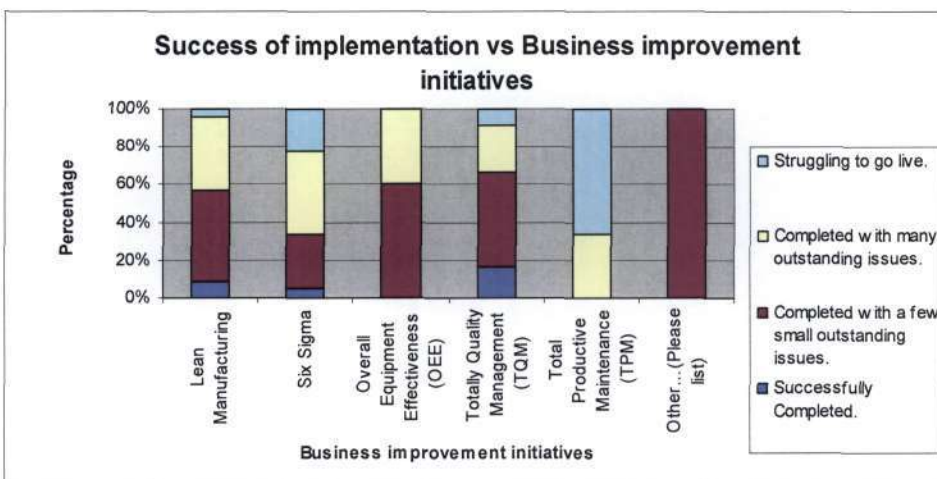 Success of implementation vs Business improvement
initiatives
Percentage
100%
80%
60%
40%
20%
0%
Lean
Manufacturing
Six Sigma
Overall
Equipment
Effectiveness
(OEE)
Totally Quality
Management
(TQM)
Total
Productive
Maintenance
(TPM)
Other ... (Please
list)
Business improvement initiatives
Struggling to go live.
Completed with many
outstanding issues.
Completed with a few
small outstanding
issues.
Successfully
Completed.